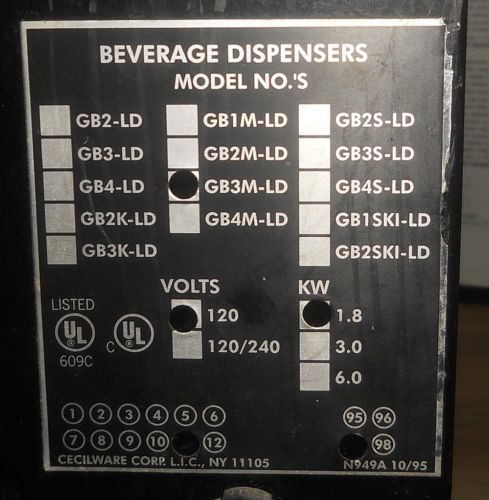 BEVERAGE DISPENSERS
MODEL NO.'S
GB2-LD GB1M-LD GB2S-LD
GB3-LD GB2M-LD GB3S-LD
GB4-LD GB3M-LD GB4S-LD
GB2K-LD GB4M-LD GB1SKI-LD
GB3K-LD GB2SKI-LD
VOLTS KW
LISTED 120 1.8
UL C UL 120/240 3.0
609C 6.0
1 2 3 4 5 6 95 96
7 8 9 10 12 98
CECILWARE CORP. L.I.C., NY 11105 N949A 10/95